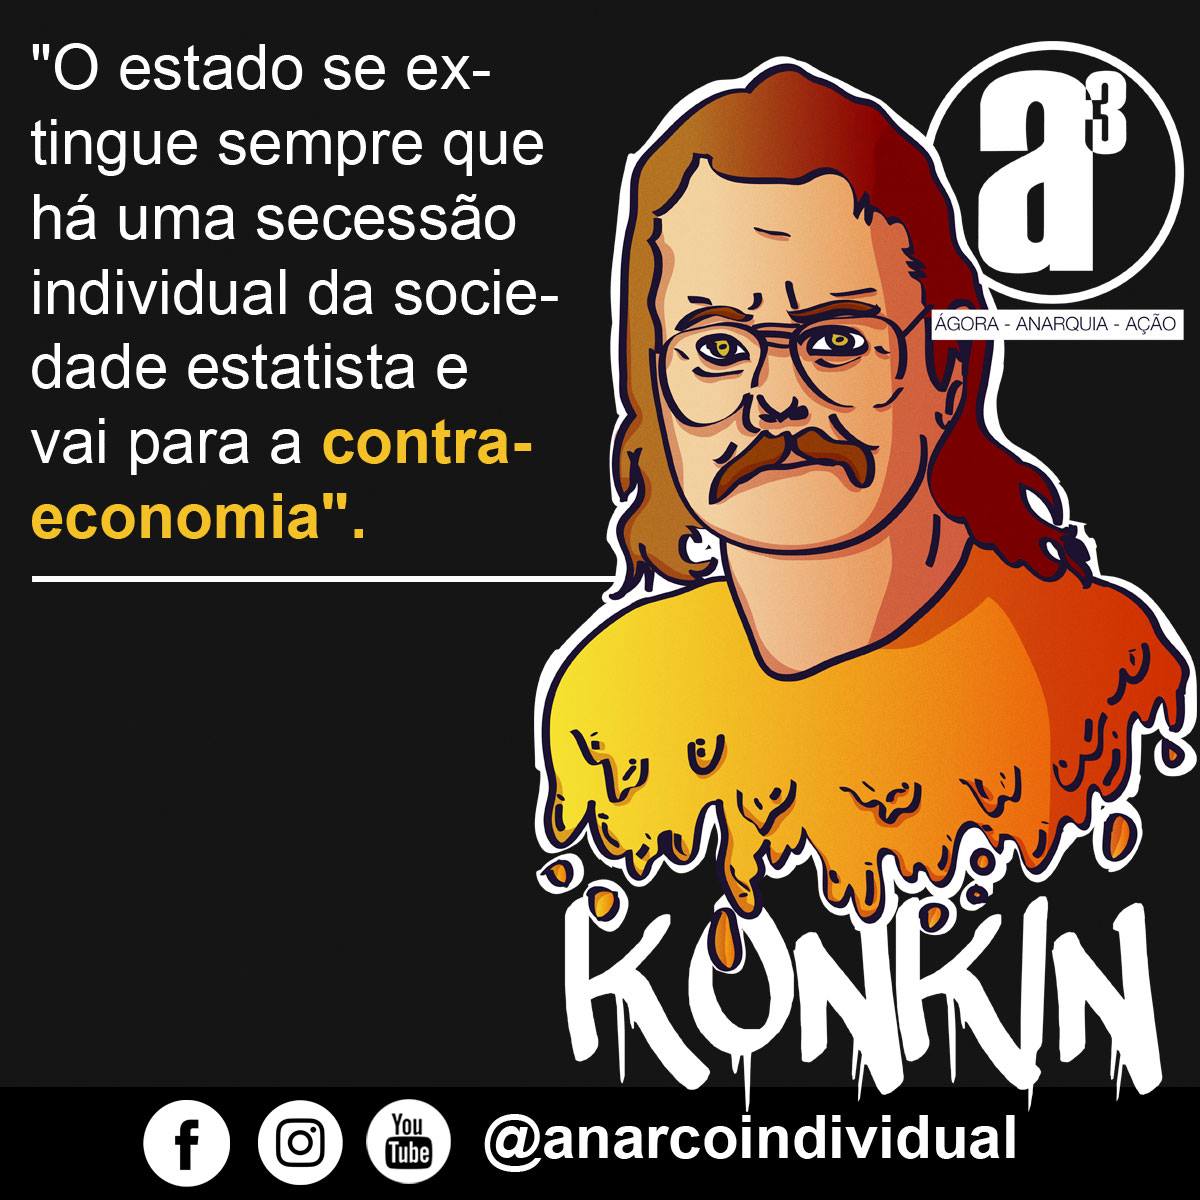 "O estado se ex-
tingue sempre que
há uma secessão
individual da socie-
dade estatista e
vai para a contra-
economia".
a3
ÁGORA - ANARQUIA - AÇÃO
KONKIN
f
You
Tube
@anarcoindividual